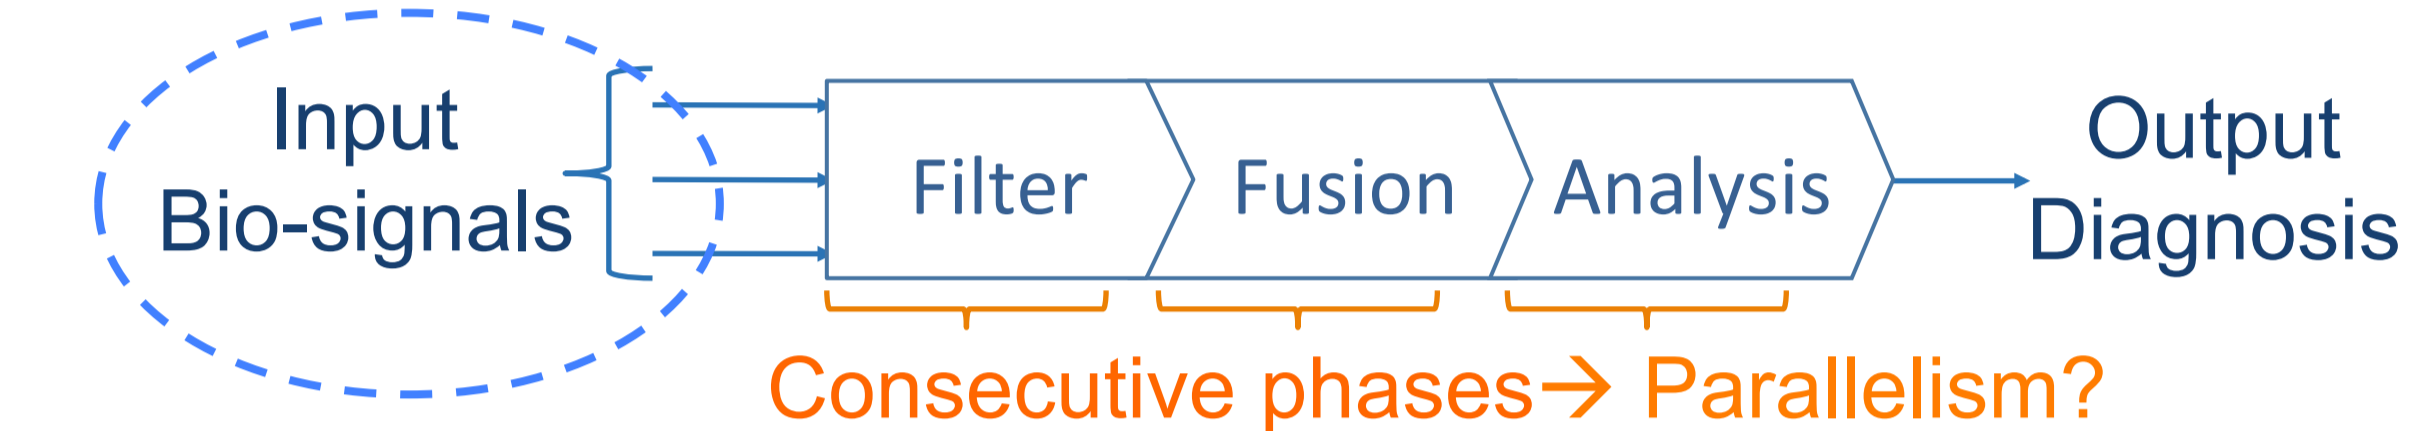 Input
Bio-signals
Filter
Fusion
Analysis
Output
Diagnosis
Consecutive phases→ Parallelism?